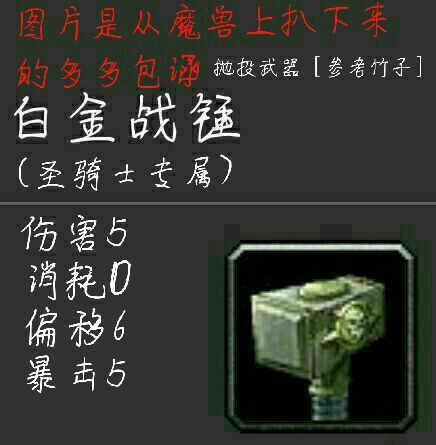 图片是从魔兽上扒下来
的多多包涵 抛投武器［参考竹子］
白金战锤
（圣骑士专属）
伤害5
消耗0
偏移6
暴击5